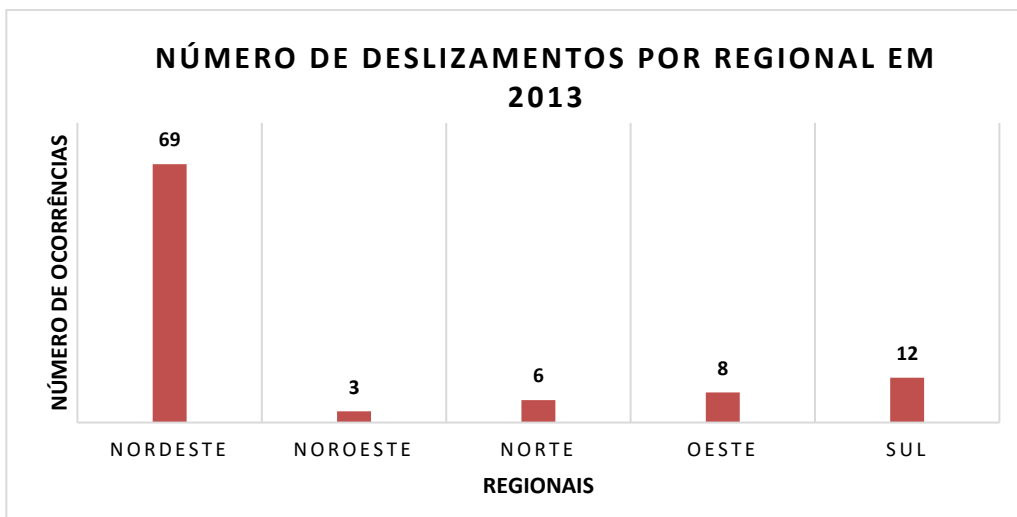 NÚMERO DE DESLIZAMENTOS POR REGIONAL EM
2013
NÚMERO DE OCORRÊNCIAS
69
3
6
8
12
NORDESTE
NOROESTE
NORTE
OESTE
SUL
REGIONAIS